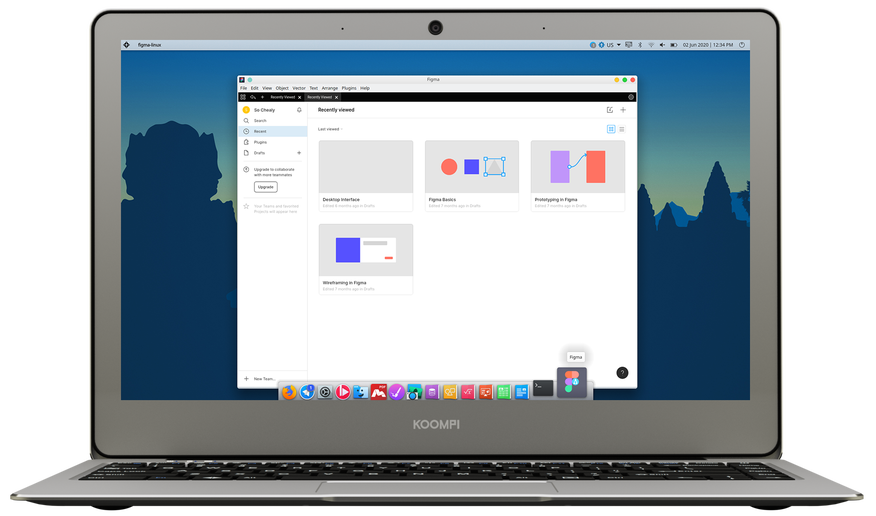 figma-linux
US
02 Jun 2020 | 12:34 PM
Figma
File Edit View Object Vector Text Arrange Plugins Help
Recently Viewed
Recently Viewed
So Chealy
Recently viewed
Search
Recent
Last viewed
Plugins
Drafts
Upgrade to collaborate
with more teammates
Upgrade
Your Teams and favorited
Projects will appear here.
Desktop Interface
Edited 6 months ago in Drafts
Figma Basics
Edited 7 months ago in Drafts
Prototyping in Figma
Edited 7 months ago in Drafts
Wireframing in Figma
Edited 7 months ago in Drafts
Figma
New Team...
?
KOOMPI